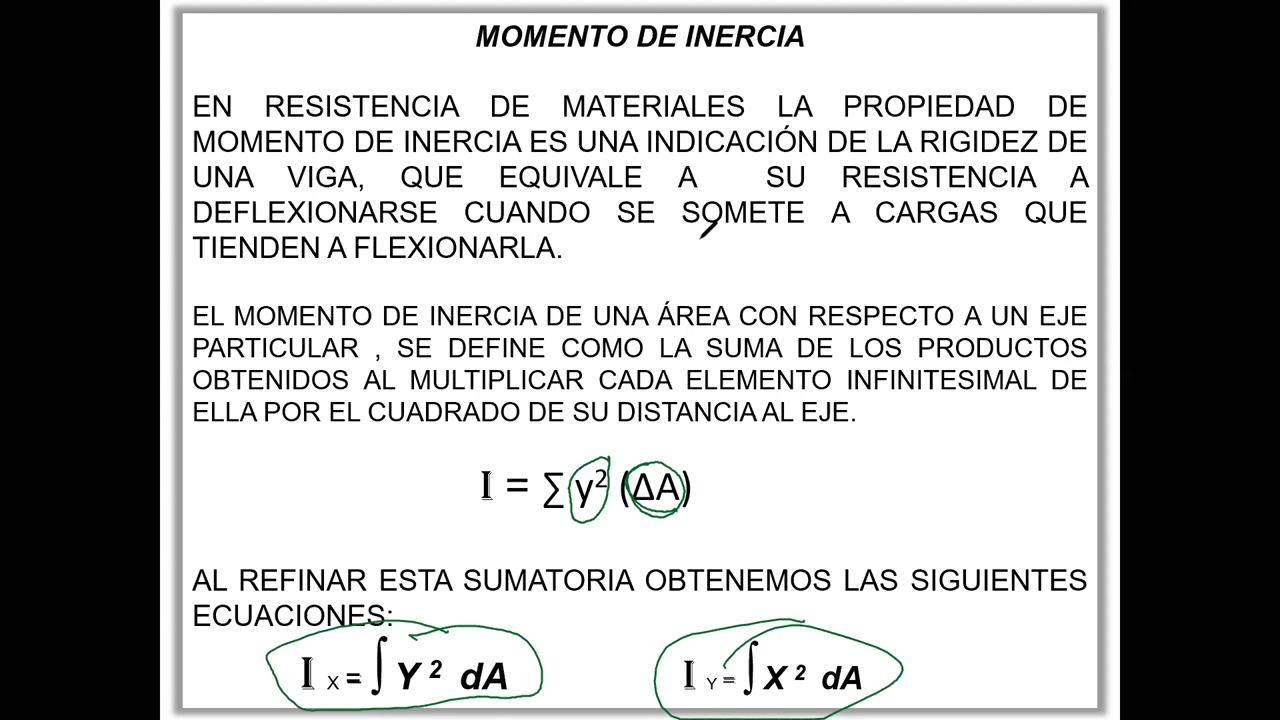 MOMENTO DE INERCIA
EN RESISTENCIA DE MATERIALES LA PROPIEDAD DE
MOMENTO DE INERCIA ES UNA INDICACIÓN DE LA RIGIDEZ DE
UNA VIGA, QUE EQUIVALE A SU RESISTENCIA A
DEFLEXIONARSE CUANDO SE SOMETE A CARGAS QUE
TIENDEN A FLEXIONARLA.
EL MOMENTO DE INERCIA DE UNA ÁREA CON RESPECTO A UN EJE
PARTICULAR , SE DEFINE COMO LA SUMA DE LOS PRODUCTOS
OBTENIDOS AL MULTIPLICAR CADA ELEMENTO INFINITESIMAL DE
ELLA POR EL CUADRADO DE SU DISTANCIA AL EJE.
I = ∑ y² (ΔA)
AL REFINAR ESTA SUMATORIA OBTENEMOS LAS SIGUIENTES
ECUACIONES:
I X = ∫ Y ² dA I Y = ∫ X ² dA